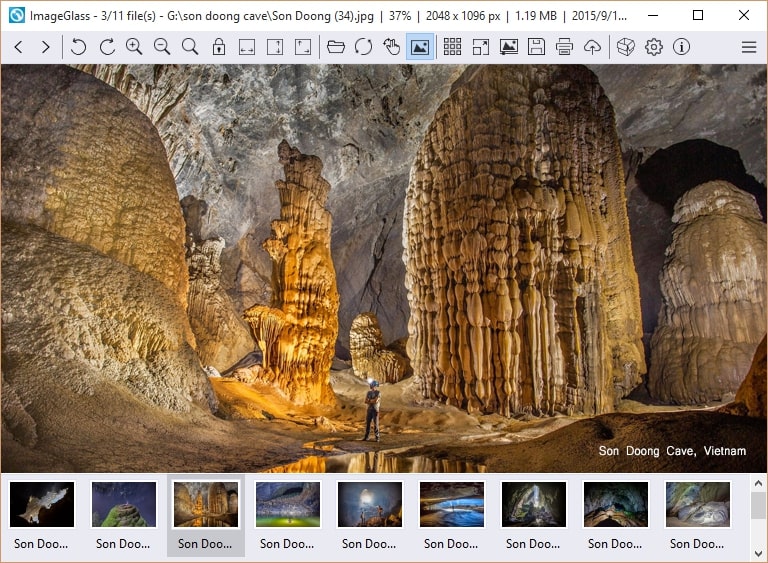 ImageGlass - 3/11 file(s) - G:\son doong cave\Son Doong (34).jpg | 37% | 2048 x 1096 px | 1.19 MB | 2015/9/1...
Son Doong Cave, Vietnam
Son Doo... Son Doo... Son Doo... Son Doo... Son Doo... Son Doo... Son Doo... Son Doo... Son Doo...